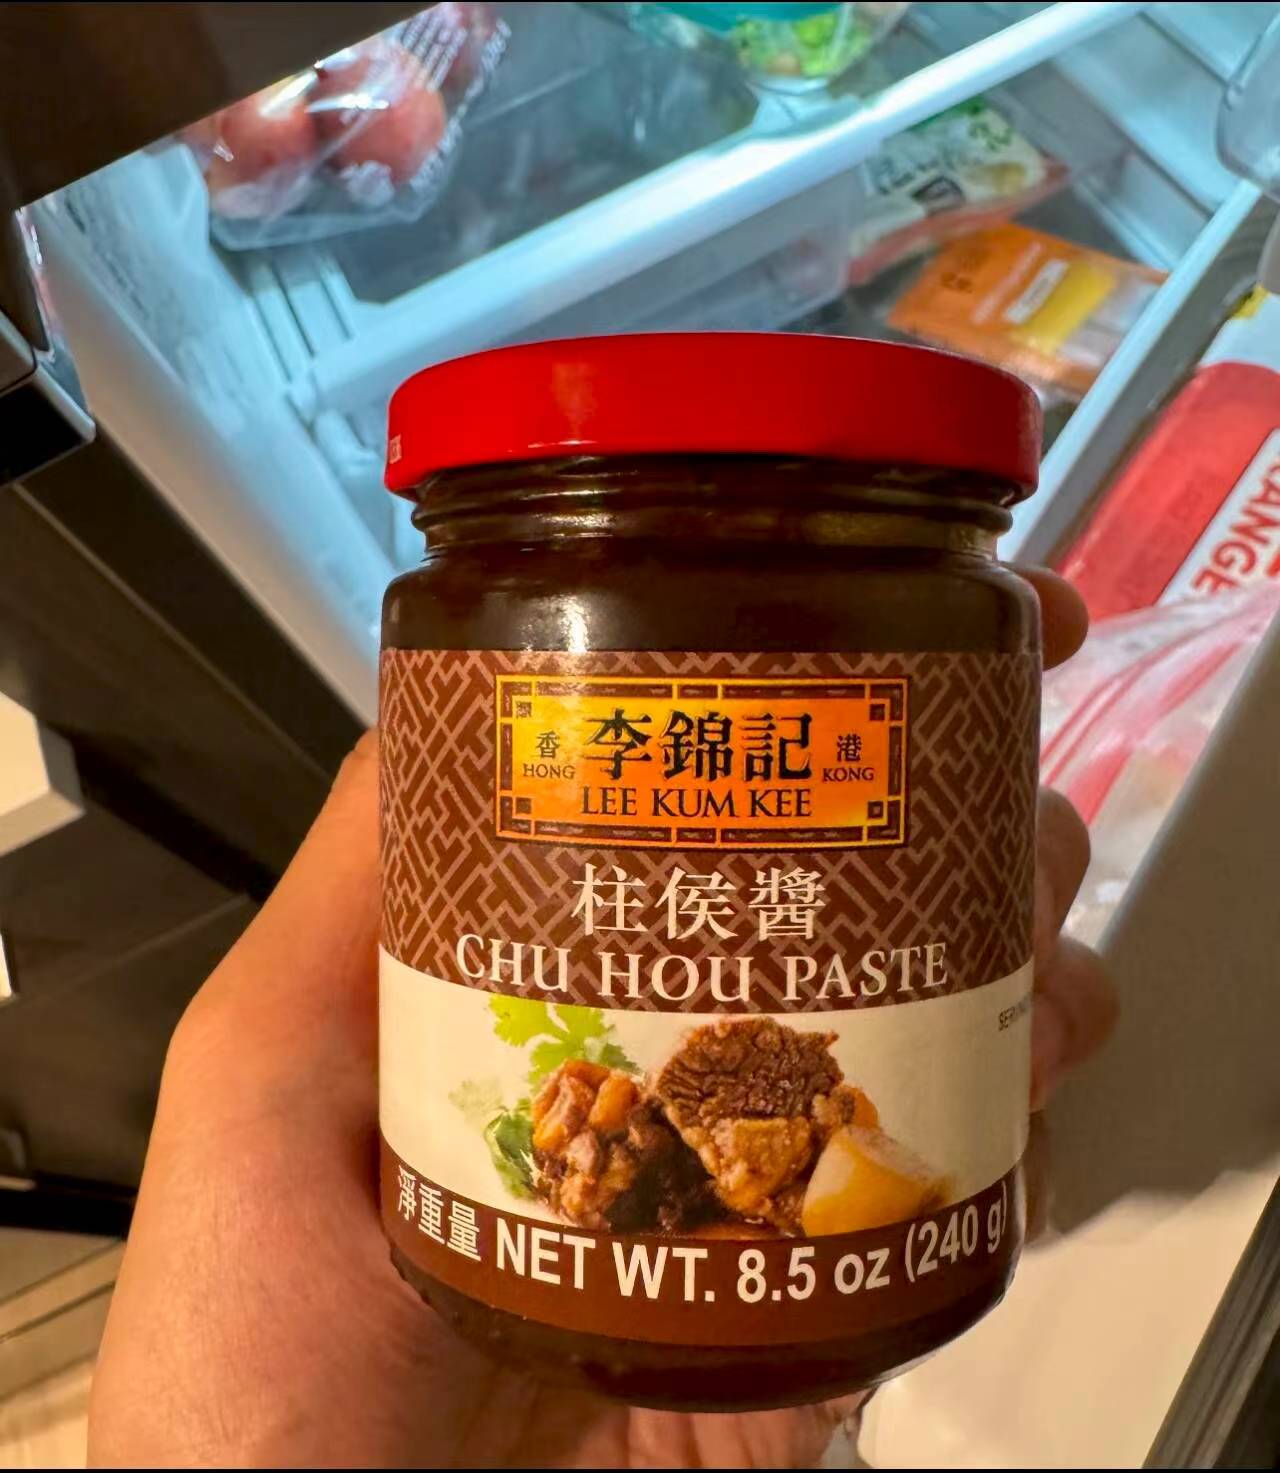 香 李錦記 港
HONG LEE KUM KEE KONG
柱侯醬
CHU HOU PASTE
淨重量 NET WT. 8.5 oz (240 g)